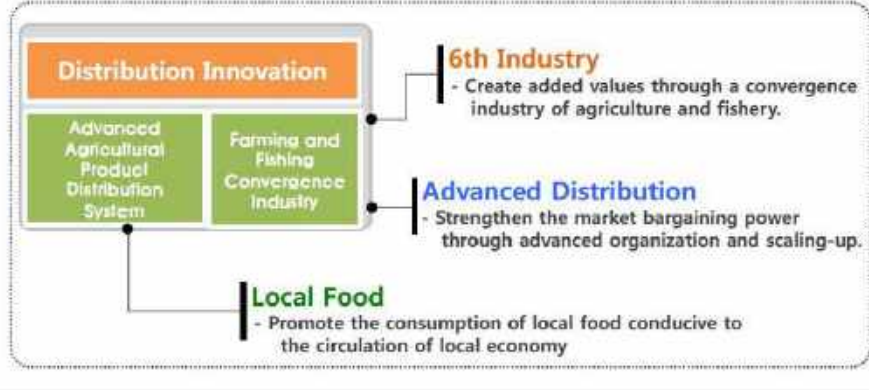 Distribution Innovation
Advanced
Agricultural
Product
Distribution
System
Farming and
Fishing
Convergence
Industry
6th Industry
- Create added values through a convergence
industry of agriculture and fishery.
Advanced Distribution
- Strengthen the market bargaining power
through advanced organization and scaling-up.
Local Food
- Promote the consumption of local food conducive to
the circulation of local economy